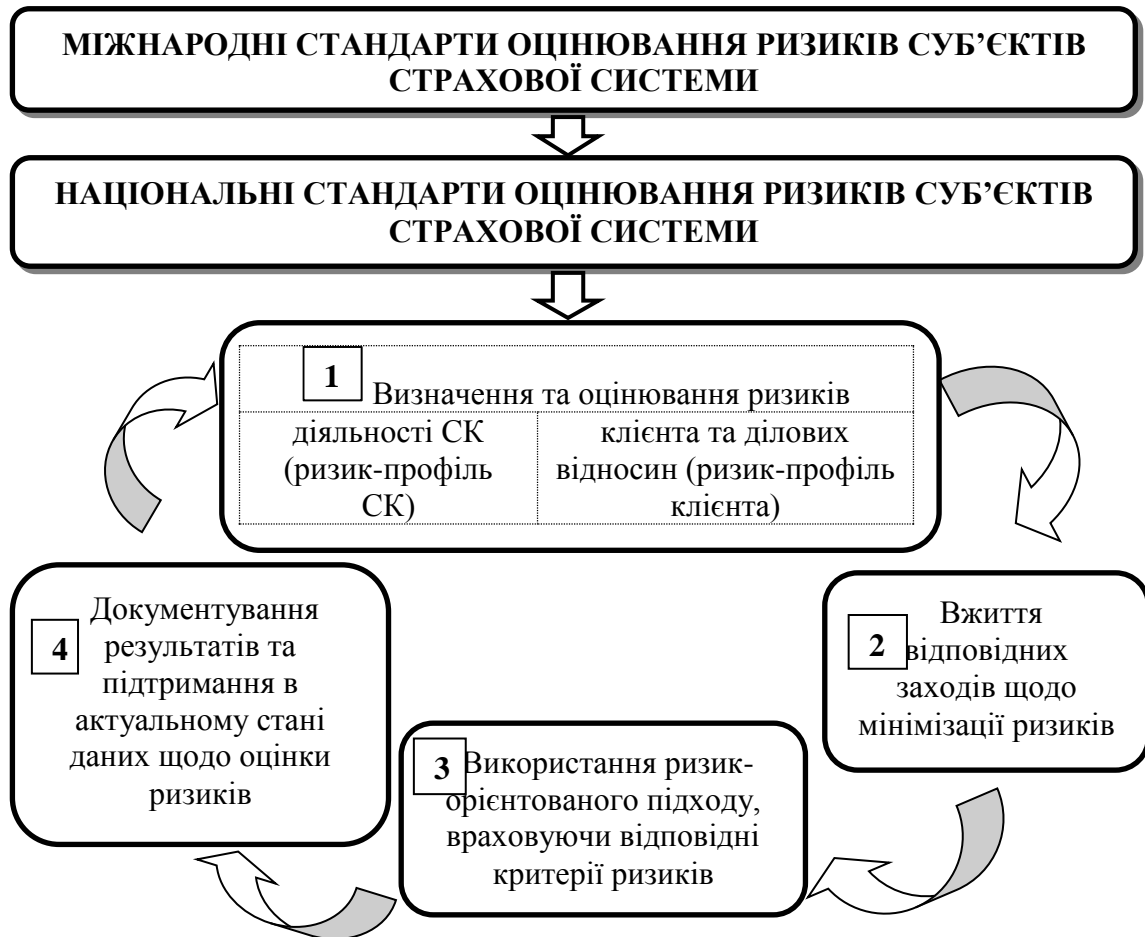 МІЖНАРОДНІ СТАНДАРТИ ОЦІНЮВАННЯ РИЗИКІВ СУБ’ЄКТІВ
СТРАХОВОЇ СИСТЕМИ
НАЦІОНАЛЬНІ СТАНДАРТИ ОЦІНЮВАННЯ РИЗИКІВ СУБ’ЄКТІВ
СТРАХОВОЇ СИСТЕМИ
1
Визначення та оцінювання ризиків
діяльності СК
(ризик-профіль
СК)
клієнта та ділових
відносин (ризик-профіль
клієнта)
2
Вжиття
відповідних
заходів щодо
мінімізації ризиків
3
Використання ризик-
орієнтованого підходу,
враховуючи відповідні
критерії ризиків
4
Документування
результатів та
підтримання в
актуальному стані
даних щодо оцінки
ризиків